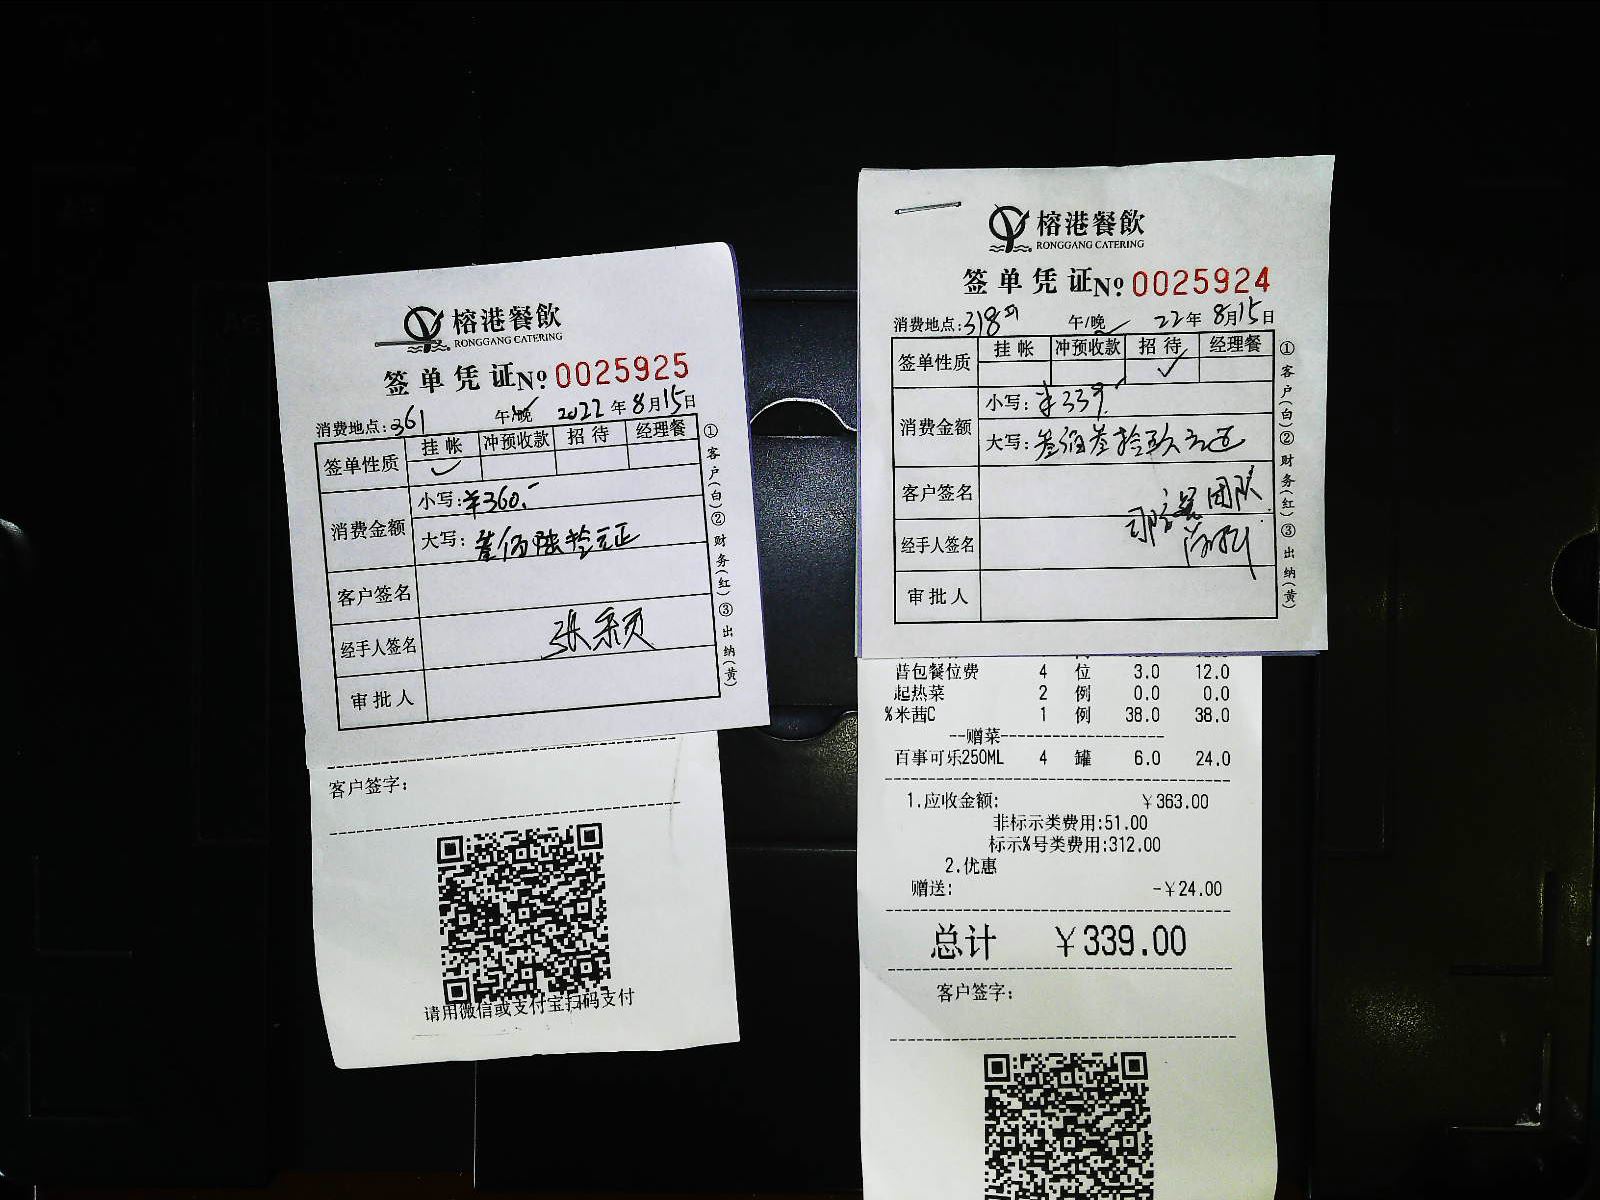 榕港餐飲
RONGGANG CATERING
签单凭证№ 0025925
消费地点:361 午/晚 2022年8月15日
签单性质 挂帐 冲预收款 招待 经理餐
消费金额
小写:¥360.-
大写:叁佰陆拾元正
客户签名
经手人签名
审批人
①客户(白)②财务(红)③出纳(黄)
客户签字:
请用微信或支付宝扫码支付
榕港餐飲
RONGGANG CATERING
签单凭证№ 0025924
消费地点:318 午/晚 22年8月15日
签单性质 挂帐 冲预收款 招待 经理餐
消费金额
小写:¥339.-
大写:叁佰叁拾玖元正
客户签名 团队
经手人签名
审批人
①客户(白)②财务(红)③出纳(黄)
普包餐位费 4 位 3.0 12.0
起热菜 2 例 0.0 0.0
%米茜C 1 例 38.0 38.0
--赠菜--
百事可乐250ML 4 罐 6.0 24.0
1.应收金额: ¥363.00
非标示类费用:51.00
标示%号类费用:312.00
2.优惠
赠送: -¥24.00
总计 ¥339.00
客户签字: